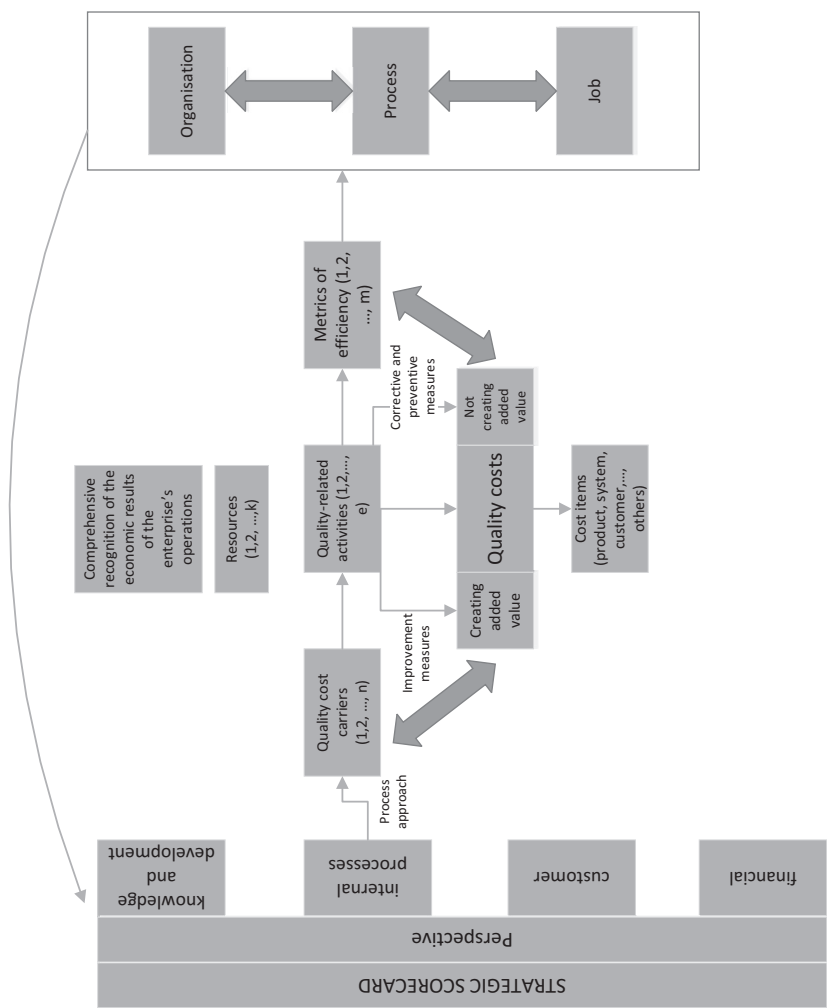 STRATEGIC SCORECARD
Perspective
knowledge
and
development
internal
processes
customer
financial
Process
approach
Quality cost
carriers
(1,2, ..., n)
Improvement
measures
Comprehensive
recognition of the
economic results
of the
enterprise's
operations
Resources
(1,2, ...,k)
Quality-related
activities (1,2,...,
e)
Corrective and
preventive
measures
Creating
added
value
Quality costs
Not
creating
added
value
Cost items
(product, system,
customer,...,
others)
Metrics of
efficiency (1,2,
..., m)
Organisation
Process
Job